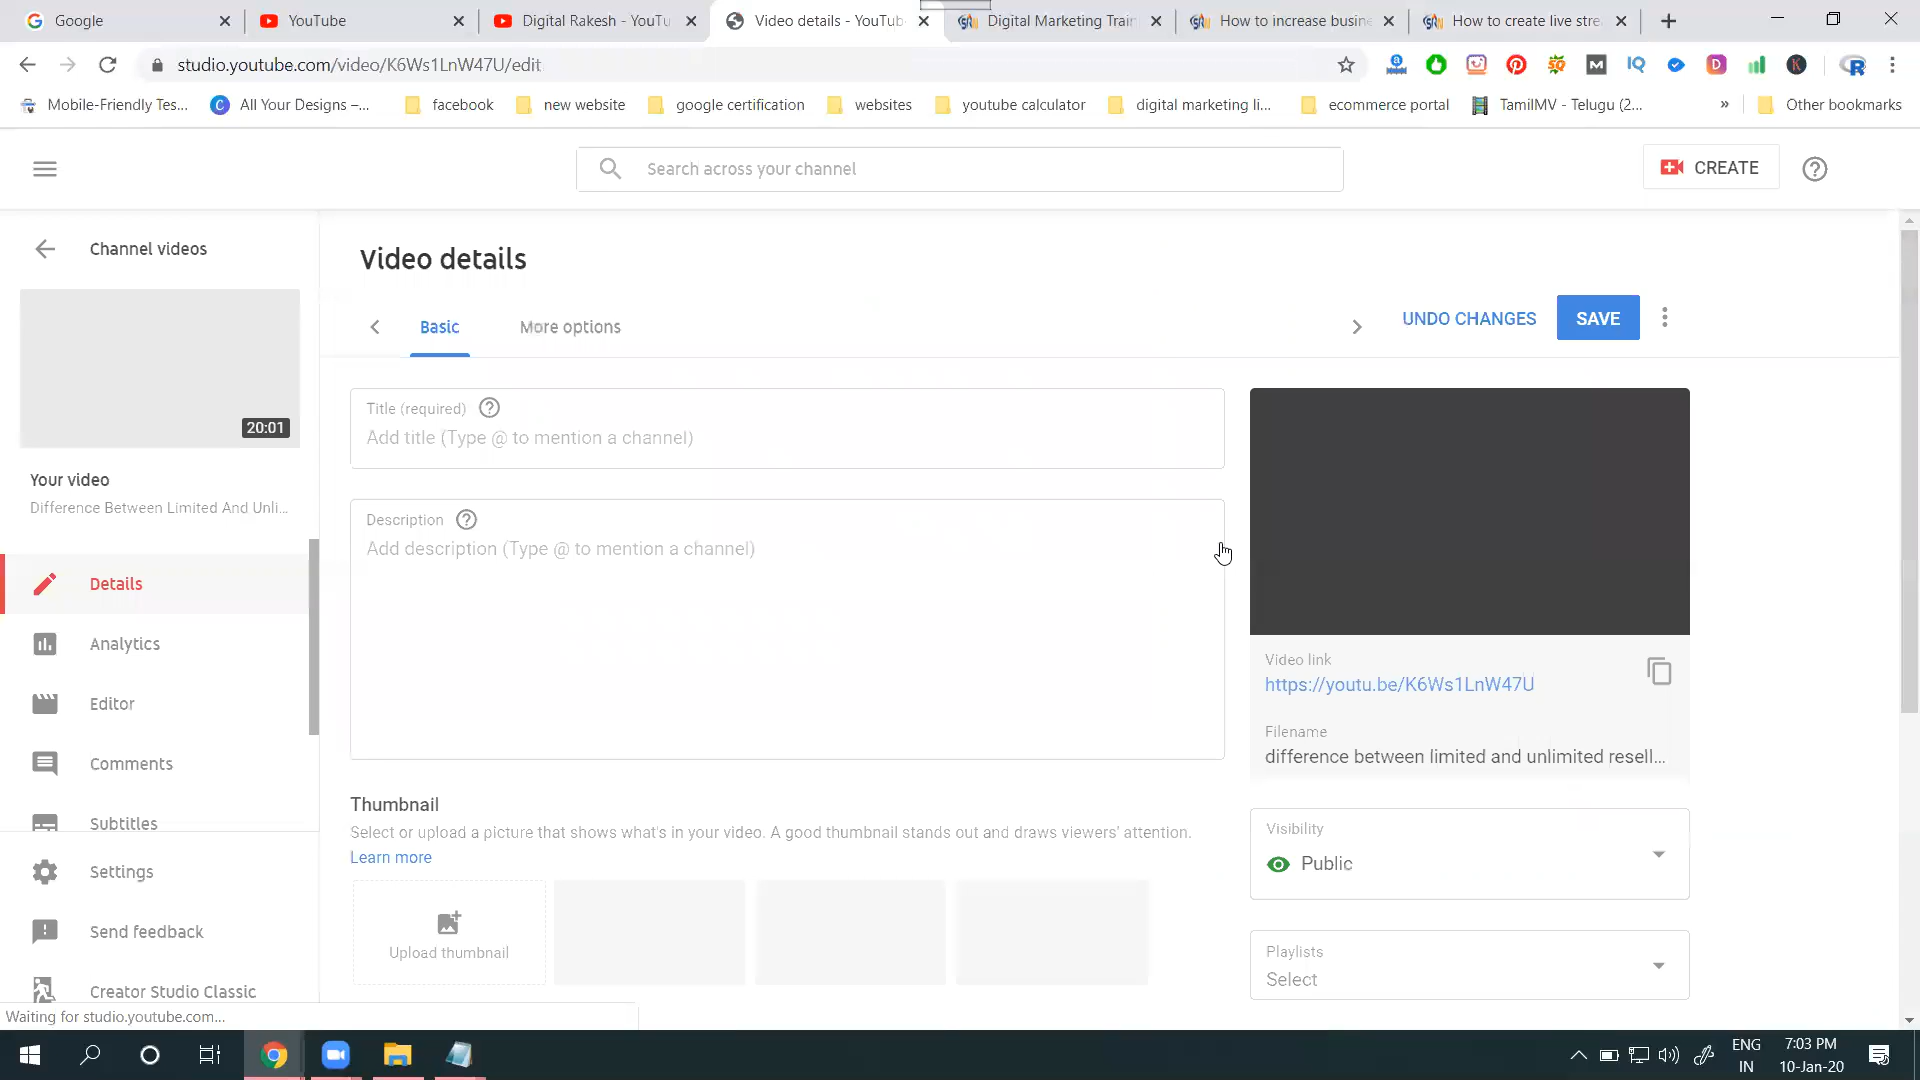 Google
YouTube
Digital Rakesh - YouTu
Video details - YouTub
Digital Marketing Train
How to increase busine
How to create live stre
studio.youtube.com/video/K6Ws1LnW47U/edit
Mobile-Friendly Tes...
All Your Designs –...
facebook
new website
google certification
websites
youtube calculator
digital marketing li...
ecommerce portal
TamilMV - Telugu (2...
»
Other bookmarks
Search across your channel
CREATE
Channel videos
20:01
Your video
Difference Between Limited And Unli...
Details
Analytics
Editor
Comments
Subtitles
Settings
Send feedback
Creator Studio Classic
Waiting for studio.youtube.com...
Video details
Basic
More options
UNDO CHANGES
SAVE
Title (required)
Add title (Type @ to mention a channel)
Description
Add description (Type @ to mention a channel)
Thumbnail
Select or upload a picture that shows what's in your video. A good thumbnail stands out and draws viewers' attention.
Learn more
Upload thumbnail
Video link
https://youtu.be/K6Ws1LnW47U
Filename
difference between limited and unlimited resell...
Visibility
Public
Playlists
Select
ENG
IN
7:03 PM
10-Jan-20